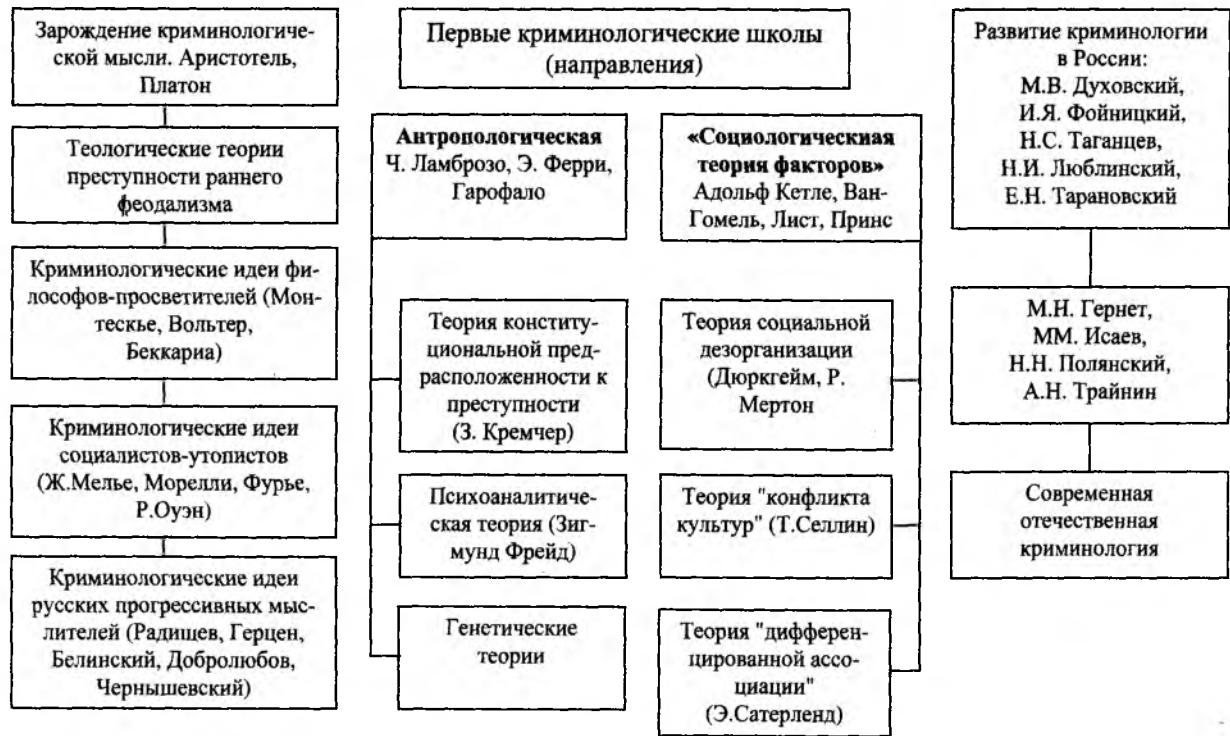 Зарождение криминологиче-
ской мысли. Аристотель,
Платон
Теологические теории
преступности раннего
феодализма
Криминологические идеи фи-
лософов-просветителей (Мон-
тескье, Вольтер,
Беккариа)
Криминологические идеи
социалистов-утопистов
(Ж.Мелье, Морелли, Фурье,
Р.Оуэн)
Криминологические идеи
русских прогрессивных мыс-
лителей (Радищев, Герцен,
Белинский, Добролюбов,
Чернышевский)
Первые криминологические школы
(направления)
Антропологическая
Ч. Ламброзо, Э. Ферри,
Гарофало
Теория конститу-
циональной пред-
расположенности к
преступности
(З. Кремчер)
Психоаналитиче-
ская теория (Зиг-
мунд Фрейд)
Генетические
теории
«Социологическиая
теория факторов»
Адольф Кетле, Ван-
Гомель, Лист, Принс
Теория социальной
дезорганизации
(Дюркгейм, Р.
Мертон
Теория "конфликта
культур" (Т.Селлин)
Теория "дифферен-
цированной ассо-
циации"
(Э.Сатерленд)
Развитие криминологии
в России:
М.В. Духовский,
И.Я. Фойницкий,
Н.С. Таганцев,
Н.И. Люблинский,
Е.Н. Тарановский
М.Н. Гернет,
ММ. Исаев,
Н.Н. Полянский,
А.Н. Трайнин
Современная
отечественная
криминология